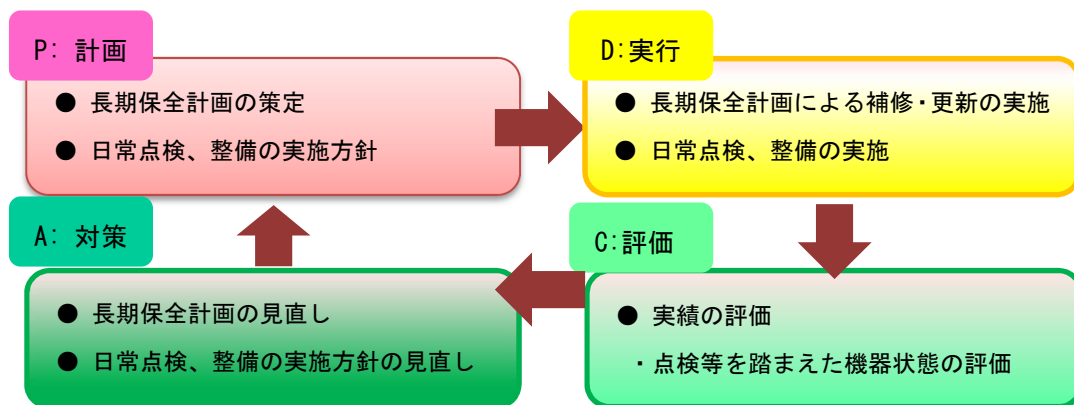 P: 計画
● 長期保全計画の策定
● 日常点検、整備の実施方針
D:実行
● 長期保全計画による補修・更新の実施
● 日常点検、整備の実施
C:評価
● 実績の評価
・点検等を踏まえた機器状態の評価
A: 対策
● 長期保全計画の見直し
● 日常点検、整備の実施方針の見直し